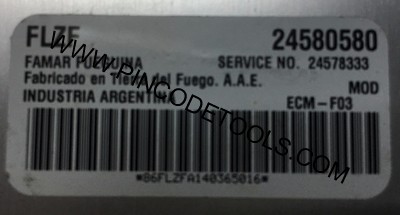 FLZF 24580580
FAMAR FUEGUINA SERVICE NO. 24578333
Fabricado en Tierra del Fuego. A.A.E.
MOD
INDUSTRIA ARGENTINA
ECM-F03
*86FLZFA140365016*
WWW.PINCODETOOLS.COM